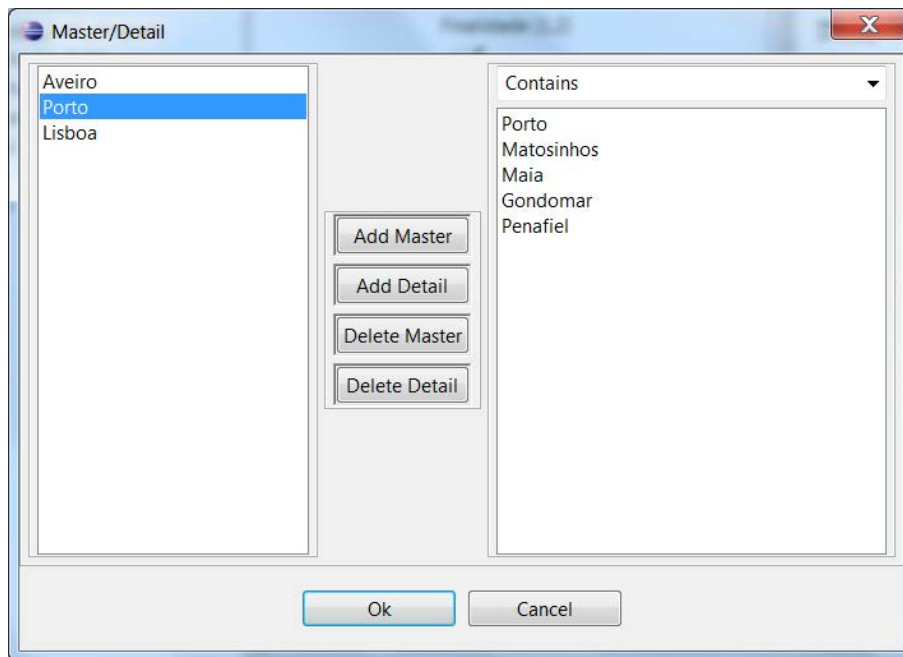 Master/Detail
Aveiro
Porto
Lisboa
Add Master
Add Detail
Delete Master
Delete Detail
Contains
Porto
Matosinhos
Maia
Gondomar
Penafiel
Ok
Cancel